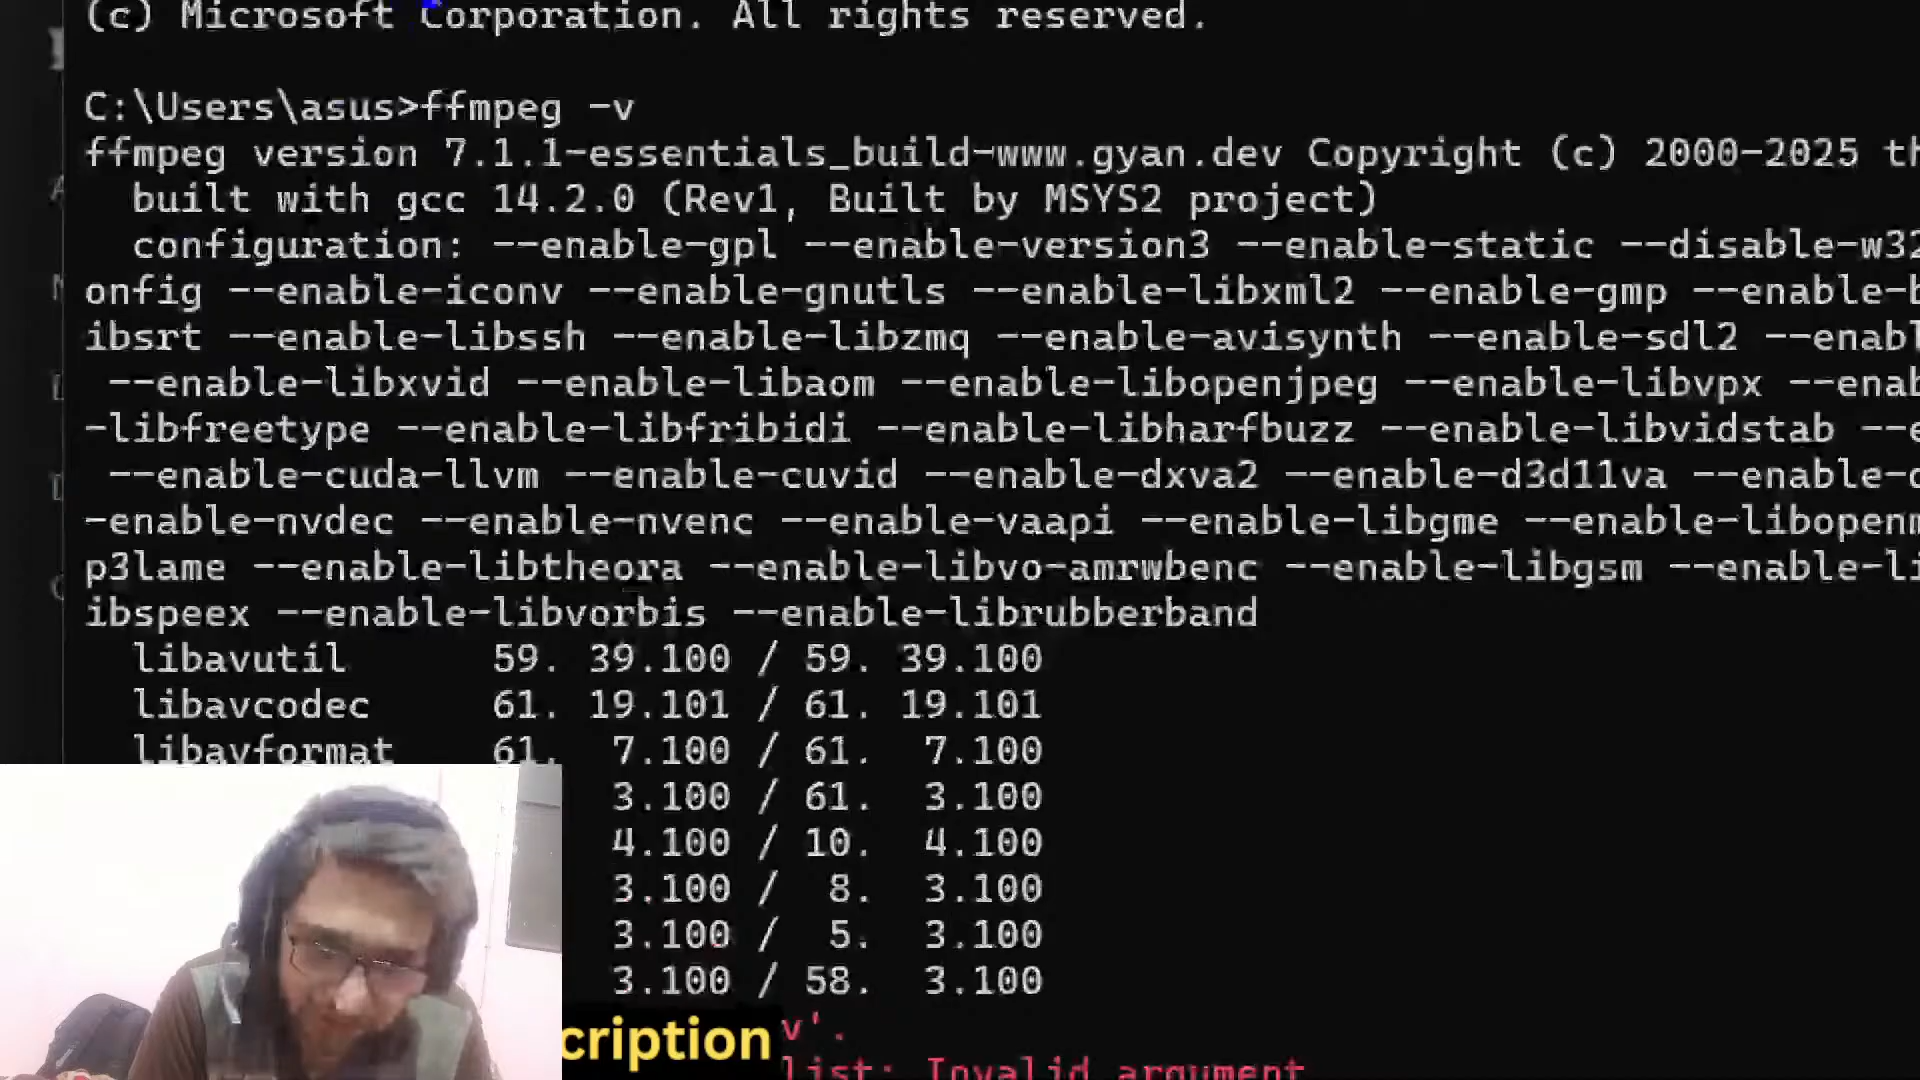 (c) Microsoft Corporation. All rights reserved.
C:\Users\asus>ffmpeg -v
ffmpeg version 7.1.1-essentials_build-www.gyan.dev Copyright (c) 2000-2025 th
built with gcc 14.2.0 (Rev1, Built by MSYS2 project)
configuration: --enable-gpl --enable-version3 --enable-static --disable-w32
onfig --enable-iconv --enable-gnutls --enable-libxml2 --enable-gmp --enable-b
ibsrt --enable-libssh --enable-libzmq --enable-avisynth --enable-sdl2 --enabl
--enable-libxvid --enable-libaom --enable-libopenjpeg --enable-libvpx --enab
-libfreetype --enable-libfribidi --enable-libharfbuzz --enable-libvidstab --e
--enable-cuda-llvm --enable-cuvid --enable-dxva2 --enable-d3d11va --enable-d
-enable-nvdec --enable-nvenc --enable-vaapi --enable-libgme --enable-libopenm
p3lame --enable-libtheora --enable-libvo-amrwbenc --enable-libgsm --enable-li
ibspeex --enable-libvorbis --enable-librubberband
libavutil 59. 39.100 / 59. 39.100
libavcodec 61. 19.101 / 61. 19.101
libavformat 61. 7.100 / 61. 7.100
3.100 / 61. 3.100
4.100 / 10. 4.100
3.100 / 8. 3.100
3.100 / 5. 3.100
3.100 / 58. 3.100
v'.
cription
list: Invalid argument